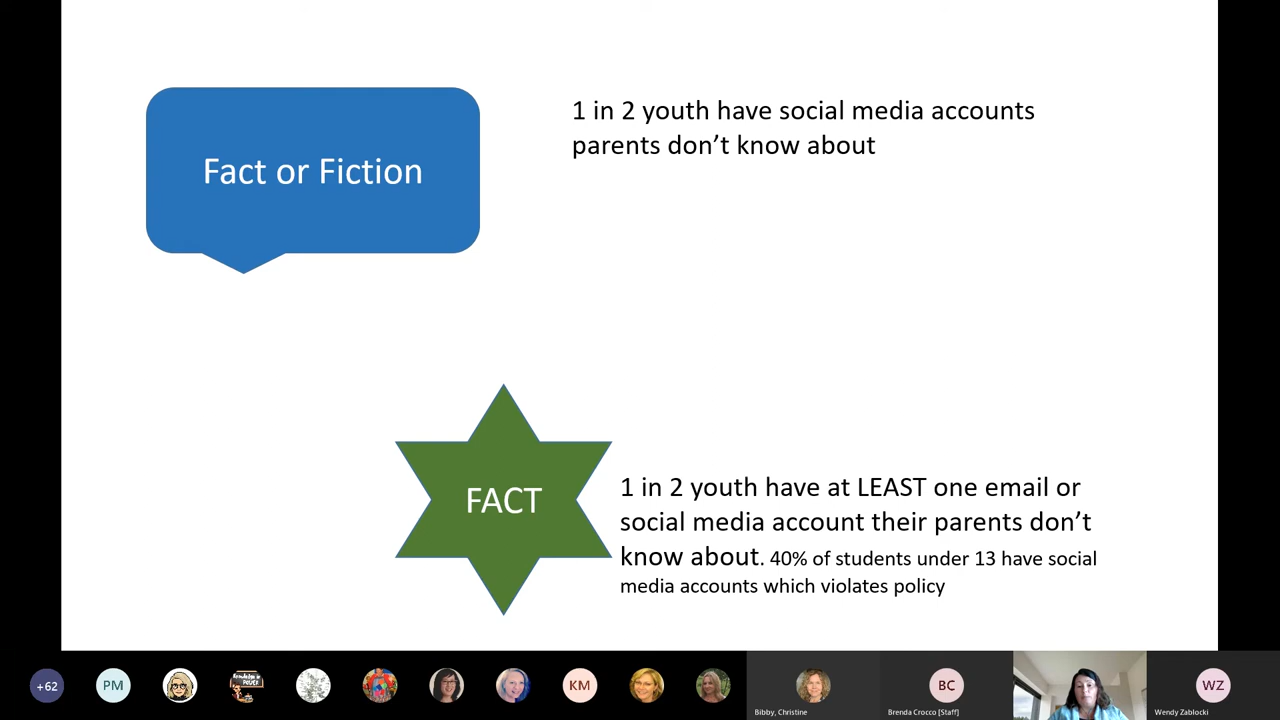 Fact or Fiction
1 in 2 youth have social media accounts
parents don’t know about
FACT
1 in 2 youth have at LEAST one email or
social media account their parents don’t
know about. 40% of students under 13 have social
media accounts which violates policy
+62
PM
Knowledge is
POWER
KM
Bibby, Christine
BC
Brenda Crocco [Staff]
WZ
Wendy Zablocki